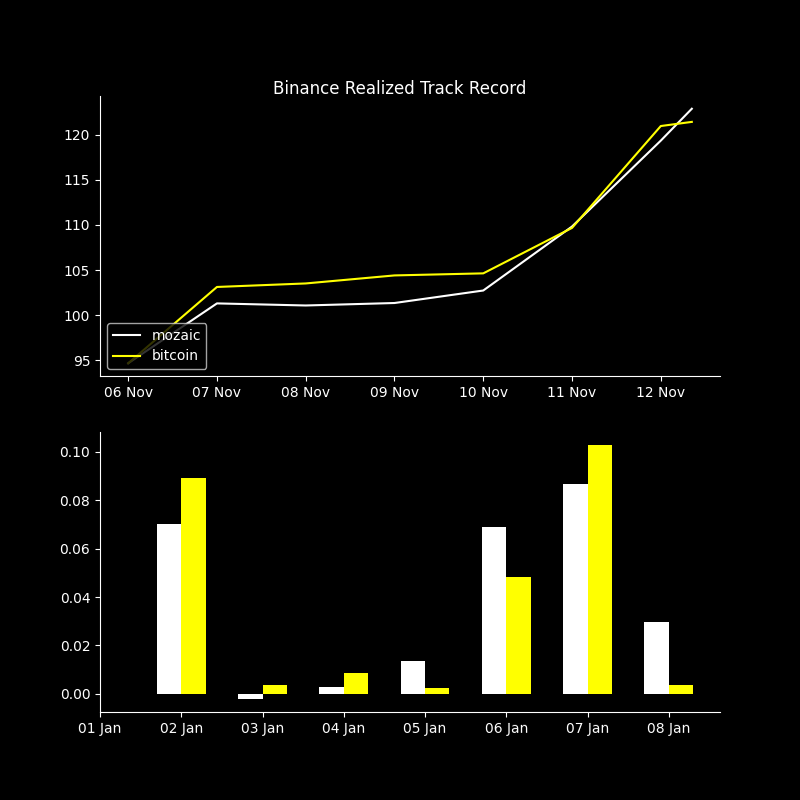 Binance Realized Track Record
120
115
110
105
100
95
mozaic
bitcoin
06 Nov 07 Nov 08 Nov 09 Nov 10 Nov 11 Nov 12 Nov
0.10
0.08
0.06
0.04
0.02
0.00
01 Jan 02 Jan 03 Jan 04 Jan 05 Jan 06 Jan 07 Jan 08 Jan